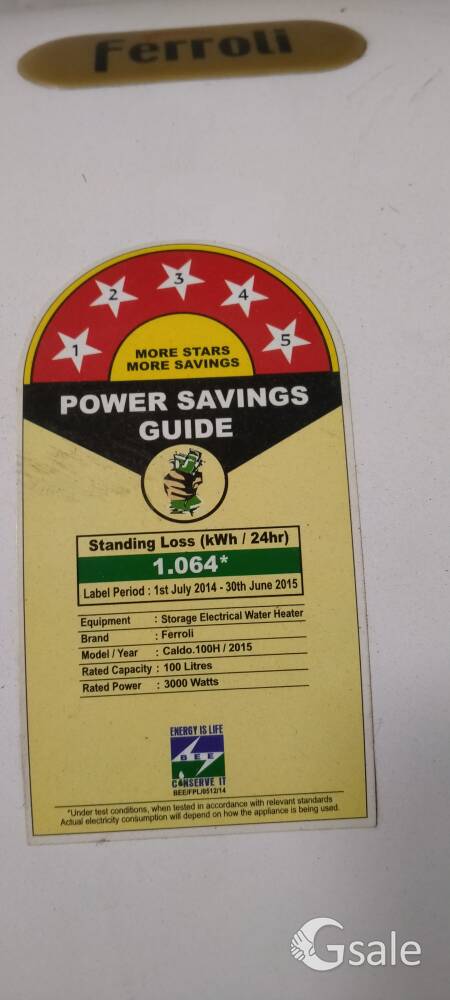 Ferroli
1 2 3 4 5
MORE STARS
MORE SAVINGS
POWER SAVINGS
GUIDE
Standing Loss (kWh / 24hr)
1.064*
Label Period : 1st July 2014 - 30th June 2015
Equipment : Storage Electrical Water Heater
Brand : Ferroli
Model / Year : Caldo.100H / 2015
Rated Capacity : 100 Litres
Rated Power : 3000 Watts
ENERGY IS LIFE
BEE
CONSERVE IT
BEE/FPL/0512/14
*Under test conditions, when tested in accordance with relevant standards
Actual electricity consumption will depend on how the appliance is being used.
Gsale